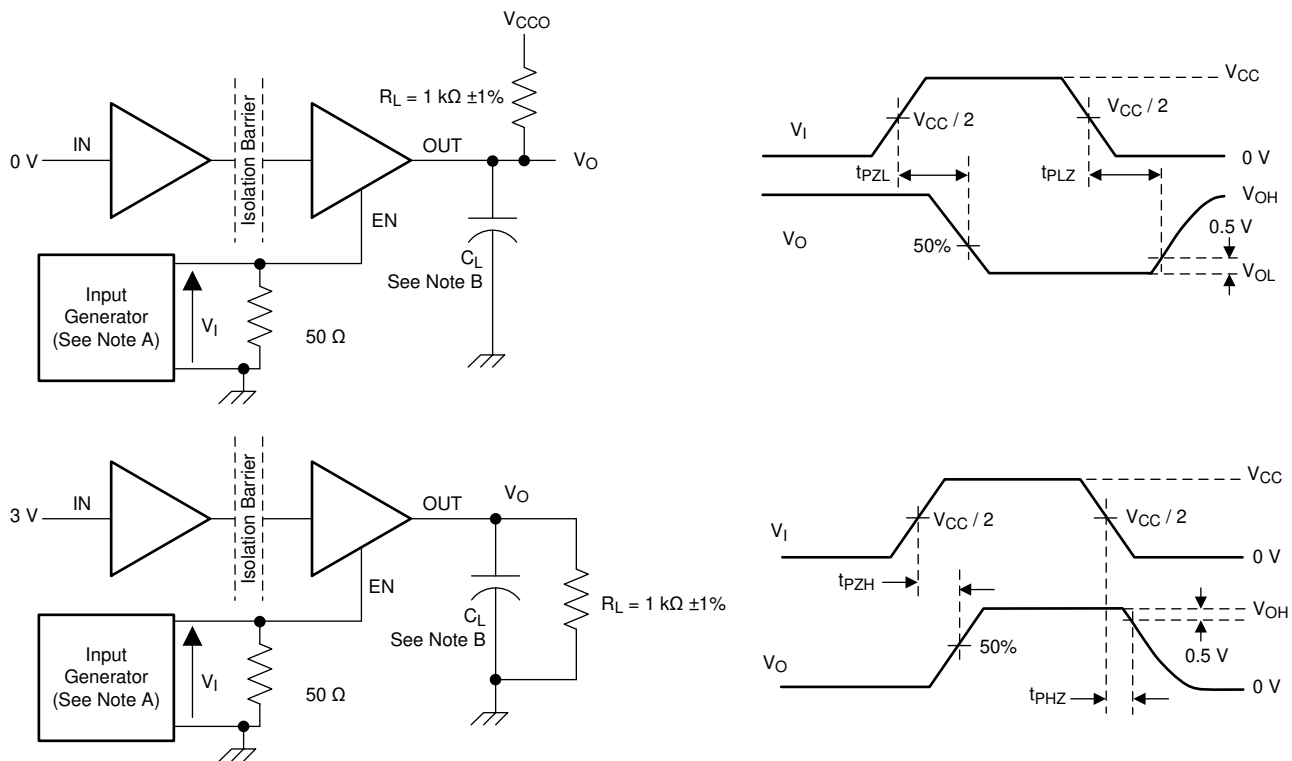 VCCO
RL = 1 kΩ ±1%
IN
OUT
0 V
VO
Isolation Barrier
EN
CL
See Note B
Input
Generator
(See Note A)
VI
50 Ω
VCC
VCC / 2
VCC / 2
VI
0 V
tPZL
tPLZ
VOH
0.5 V
VO
50%
VOL
IN
OUT
VO
3 V
Isolation Barrier
EN
CL
See Note B
RL = 1 kΩ ±1%
Input
Generator
(See Note A)
VI
50 Ω
VCC
VI
VCC / 2
VCC / 2
0 V
tPZH
VOH
50%
0.5 V
VO
0 V
tPHZ